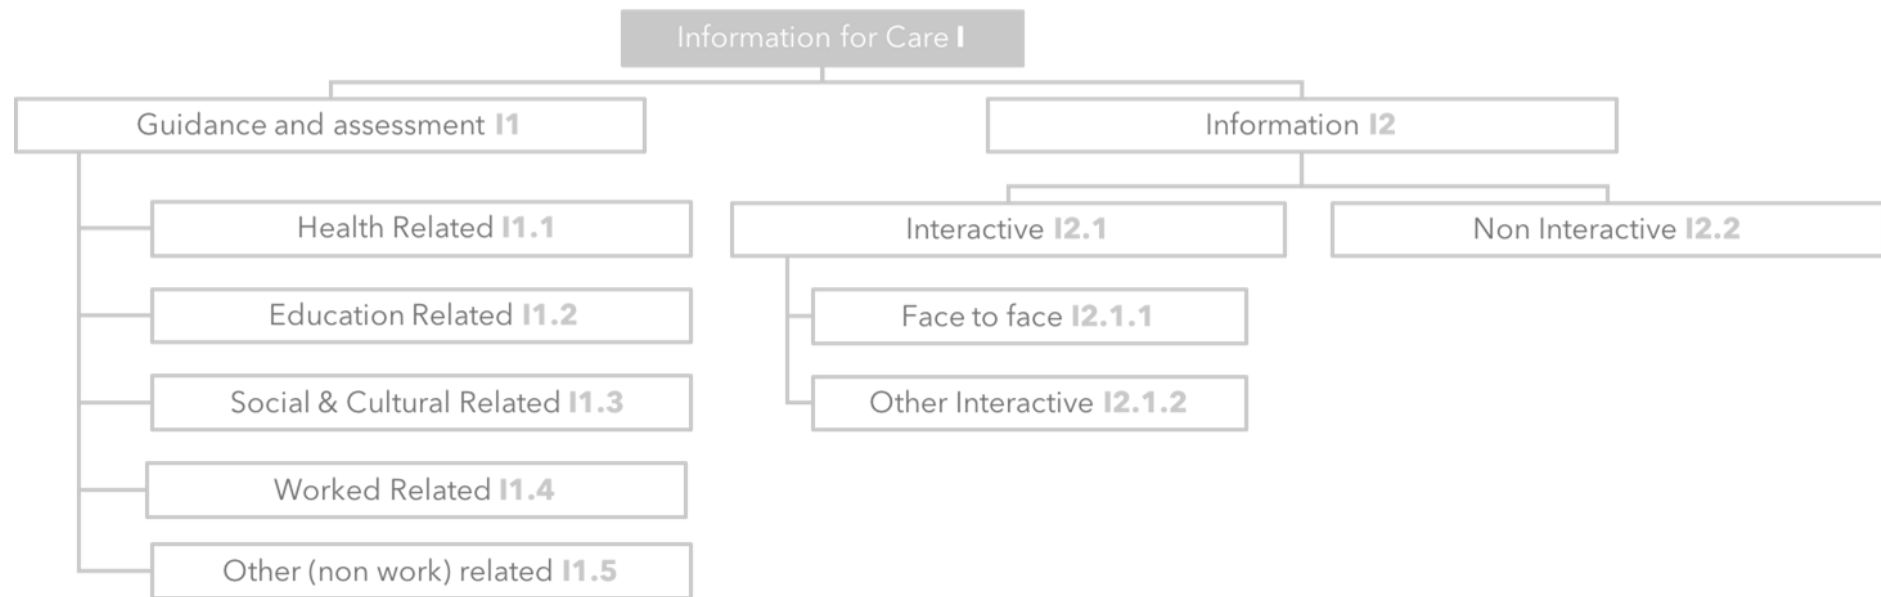 Information for Care I
Guidance and assessment I1
Information I2
Health Related I1.1
Interactive I2.1
Non Interactive I2.2
Education Related I1.2
Face to face I2.1.1
Social & Cultural Related I1.3
Other Interactive I2.1.2
Worked Related I1.4
Other (non work) related I1.5